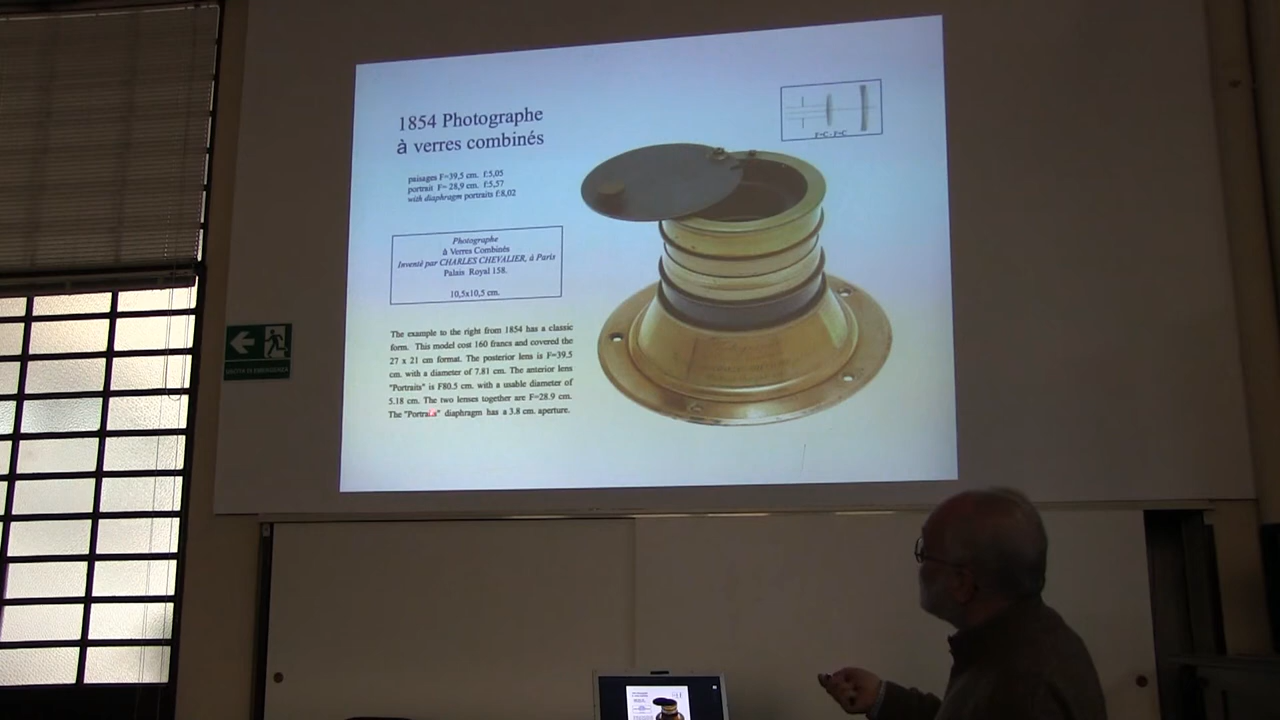 1854 Photographe
à verres combinés
paisages F=39,5 cm. f:5,05
portrait F= 28,9 cm. f:5,57
with diaphragm portraits f:8,02
Photographe
à Verres Combinés
Inventé par CHARLES CHEVALIER, à Paris
Palais Royal 158.
10,5x10,5 cm.
The example to the right from 1854 has a classic
form. This model cost 160 francs and covered the
27 x 21 cm format. The posterior lens is F=39.5
cm. with a diameter of 7.81 cm. The anterior lens
"Portraits" is F80.5 cm. with a usable diameter of
5.18 cm. The two lenses together are F=28.9 cm.
The "Portraits" diaphragm has a 3.8 cm. aperture.
USCITA DI EMERGENZA